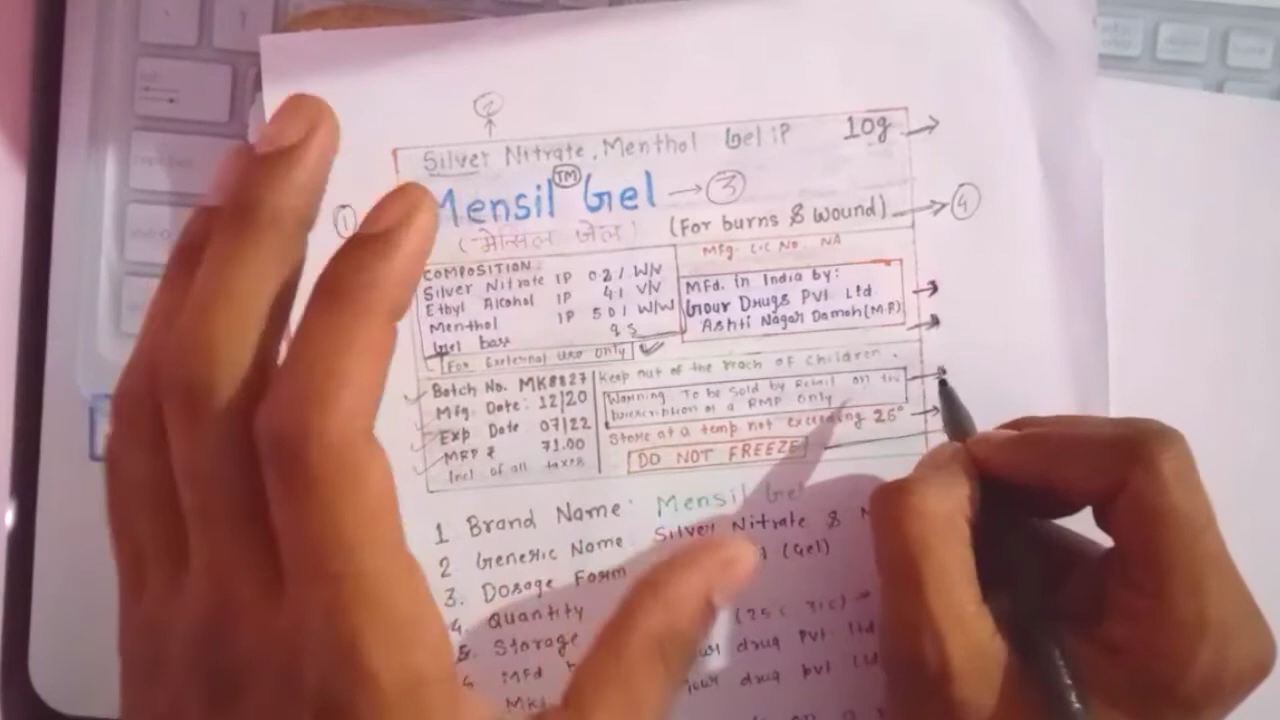 2
Silver Nitrate, Menthol Gel IP 10g
Mensil TM Gel → 3
1
(मेन्सिल जेल) (For burns & wound) → 4
COMPOSITION:
Silver Nitrate IP 0.2% W/V
Ethyl Alcohol IP 4% V/V
Menthol IP 50% W/W
Gel base qs
For External use only
Mfg. Lic No. NA
Mfd. in India by:
Gour Drugs Pvt. Ltd
Ashti Nagar Damoh (M.P)
Batch No. MK8827
Mfg. Date: 12/20
Exp Date 07/22
MRP ₹ 71.00
Incl. of all taxes
Keep out of the reach of children.
Warning: To be sold by Retail on the
prescription of a RMP only
Store at a temp not exceeding 25°
DO NOT FREEZE
1 Brand Name: Mensil Gel
2 Generic Name Silver Nitrate &
3. Dosage Form (Gel)
4. Quantity
5. Storage (25c
6 Mfd drug pvt ltd
Mkt drug pvt ltd